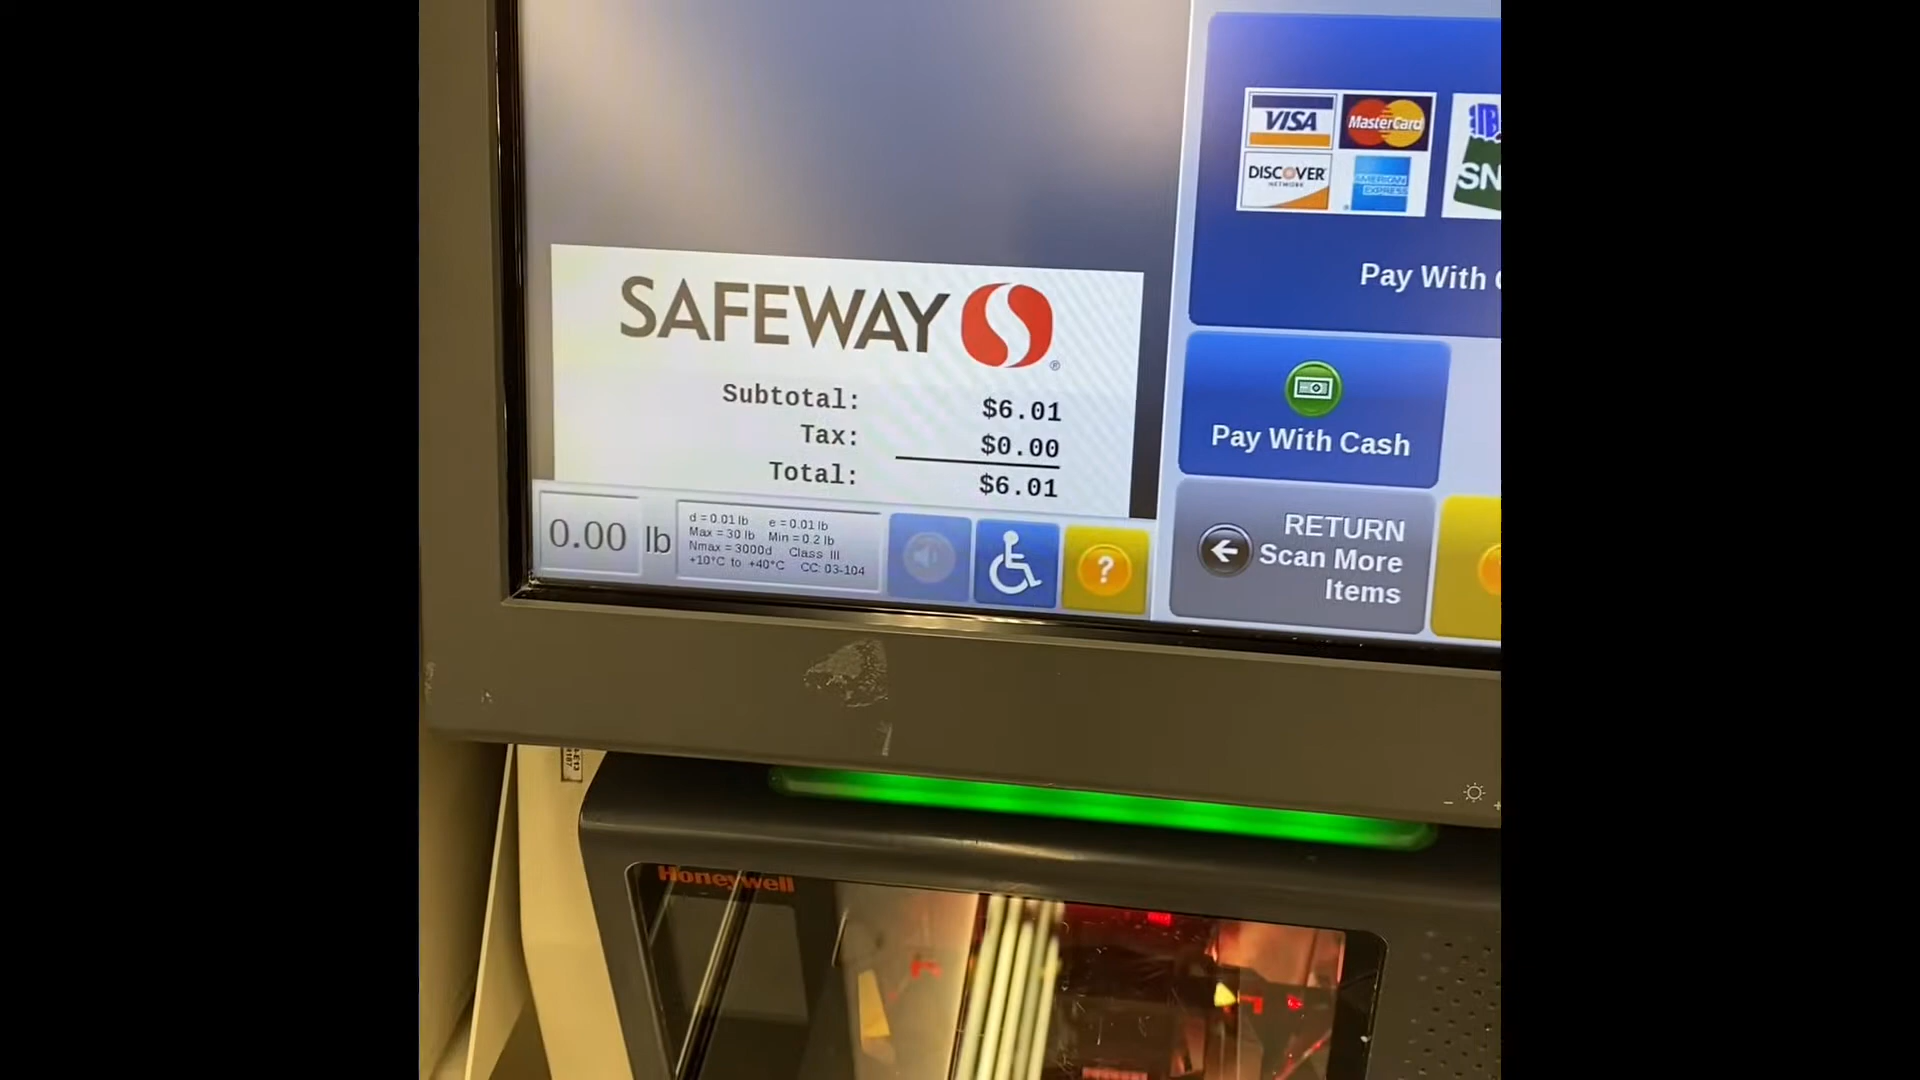 VISA
MasterCard
DISCOVER
NETWORK
AMERICAN
EXPRESS
Pay With
SAFEWAY
®
Subtotal: $6.01
Tax: $0.00
Total: $6.01
Pay With Cash
RETURN
Scan More
Items
0.00 lb
d = 0.01 lb e = 0.01 lb
Max = 30 lb Min = 0.2 lb
Nmax = 3000d Class III
+10°C to +40°C CC: 03-104
?
Honeywell